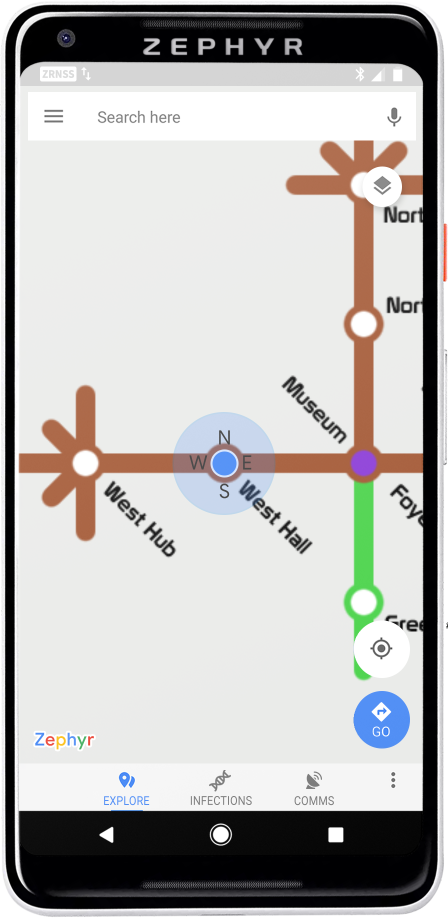 ZEPHYR
ZRNSS
Search here
Nort
Nort
Museum
N
W E
S
West Hub
West Hall
Foye
Gree
GO
Zephyr
EXPLORE INFECTIONS COMMS